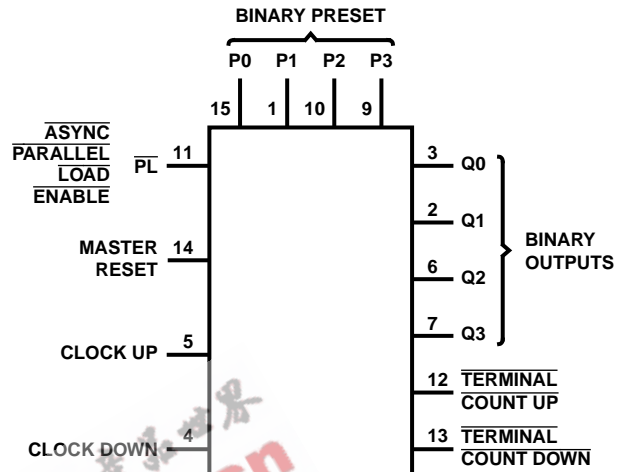 BINARY PRESET
P0 P1 P2 P3
15 1 10 9
ASYNC
PARALLEL
LOAD
ENABLE
PL 11
MASTER
RESET
14
CLOCK UP 5
CLOCK DOWN 4
3 Q0
2 Q1
6 Q2
7 Q3
BINARY
OUTPUTS
12 TERMINAL
COUNT UP
13 TERMINAL
COUNT DOWN